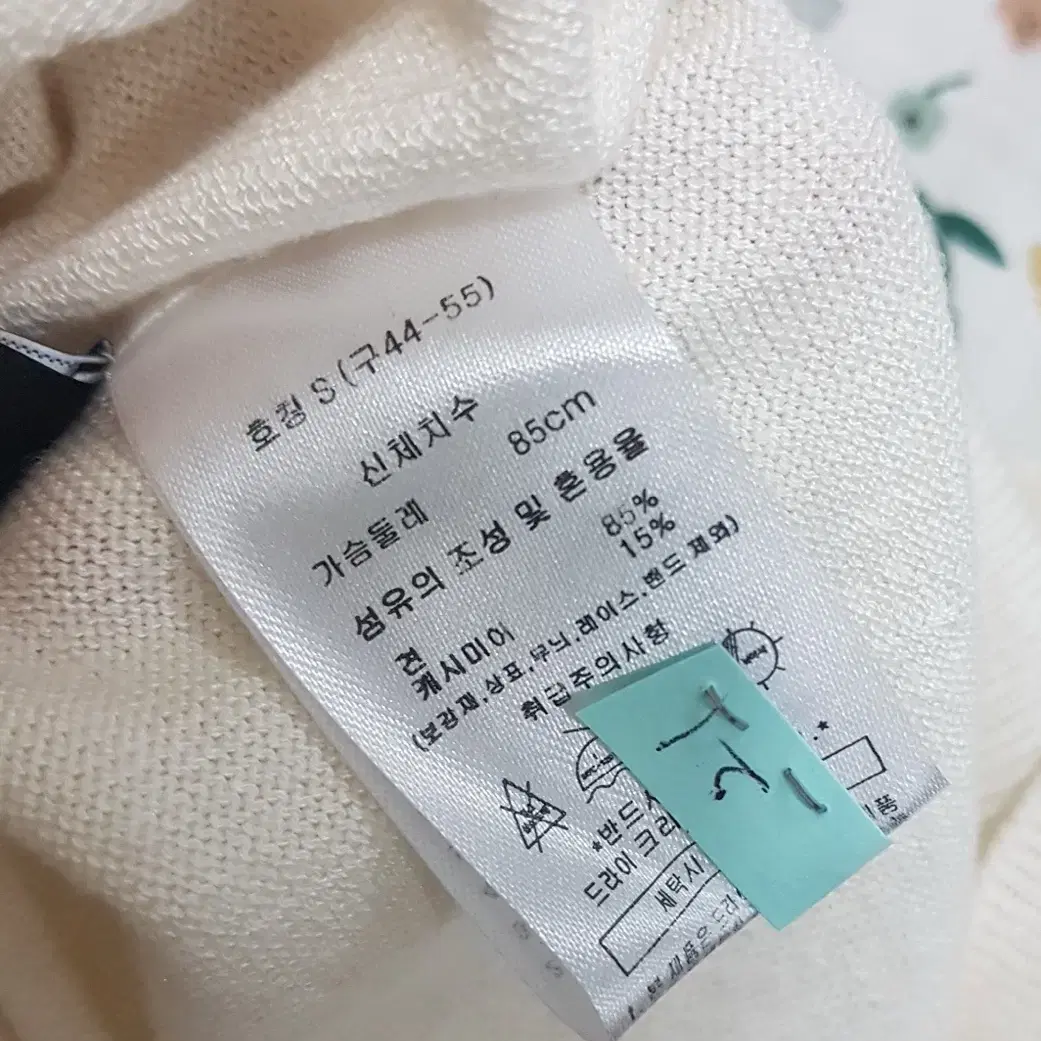 호칭 S (구44-55)
신체치수
가슴둘레 85cm
섬유의 조성 및 혼용율
견 85%
캐시미어 15%
(보강재,상표,무늬,레이스,밴드 제외)
취급주의사항
*반드시
드라이 크리
세탁시